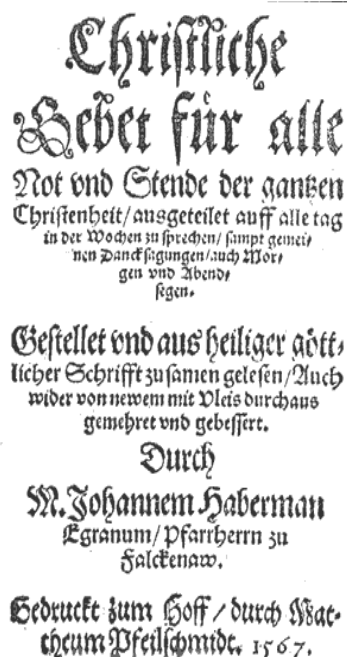 Christliche
Gebet für alle
Not vnd Stende der gantzen
Christenheit/ausgeteilet auff alle tag
in der Wochen zu sprechen/ sampt gemei⸗
nen Dancksagungen/auch Mor⸗
gen vnd Abend⸗
segen.
Gestellet vnd aus heiliger gött⸗
licher Schrifft zusamen gelesen/Auch
wider von newem mit Vleis durchaus
gemehret vnd gebessert.
Durch
M. Johannem Haberman
Egranum/Pfarrherrn zu
Falckenaw.
Gedruckt zum Hoff / durch Mat⸗
theum Pfeilschmidt. 1567.